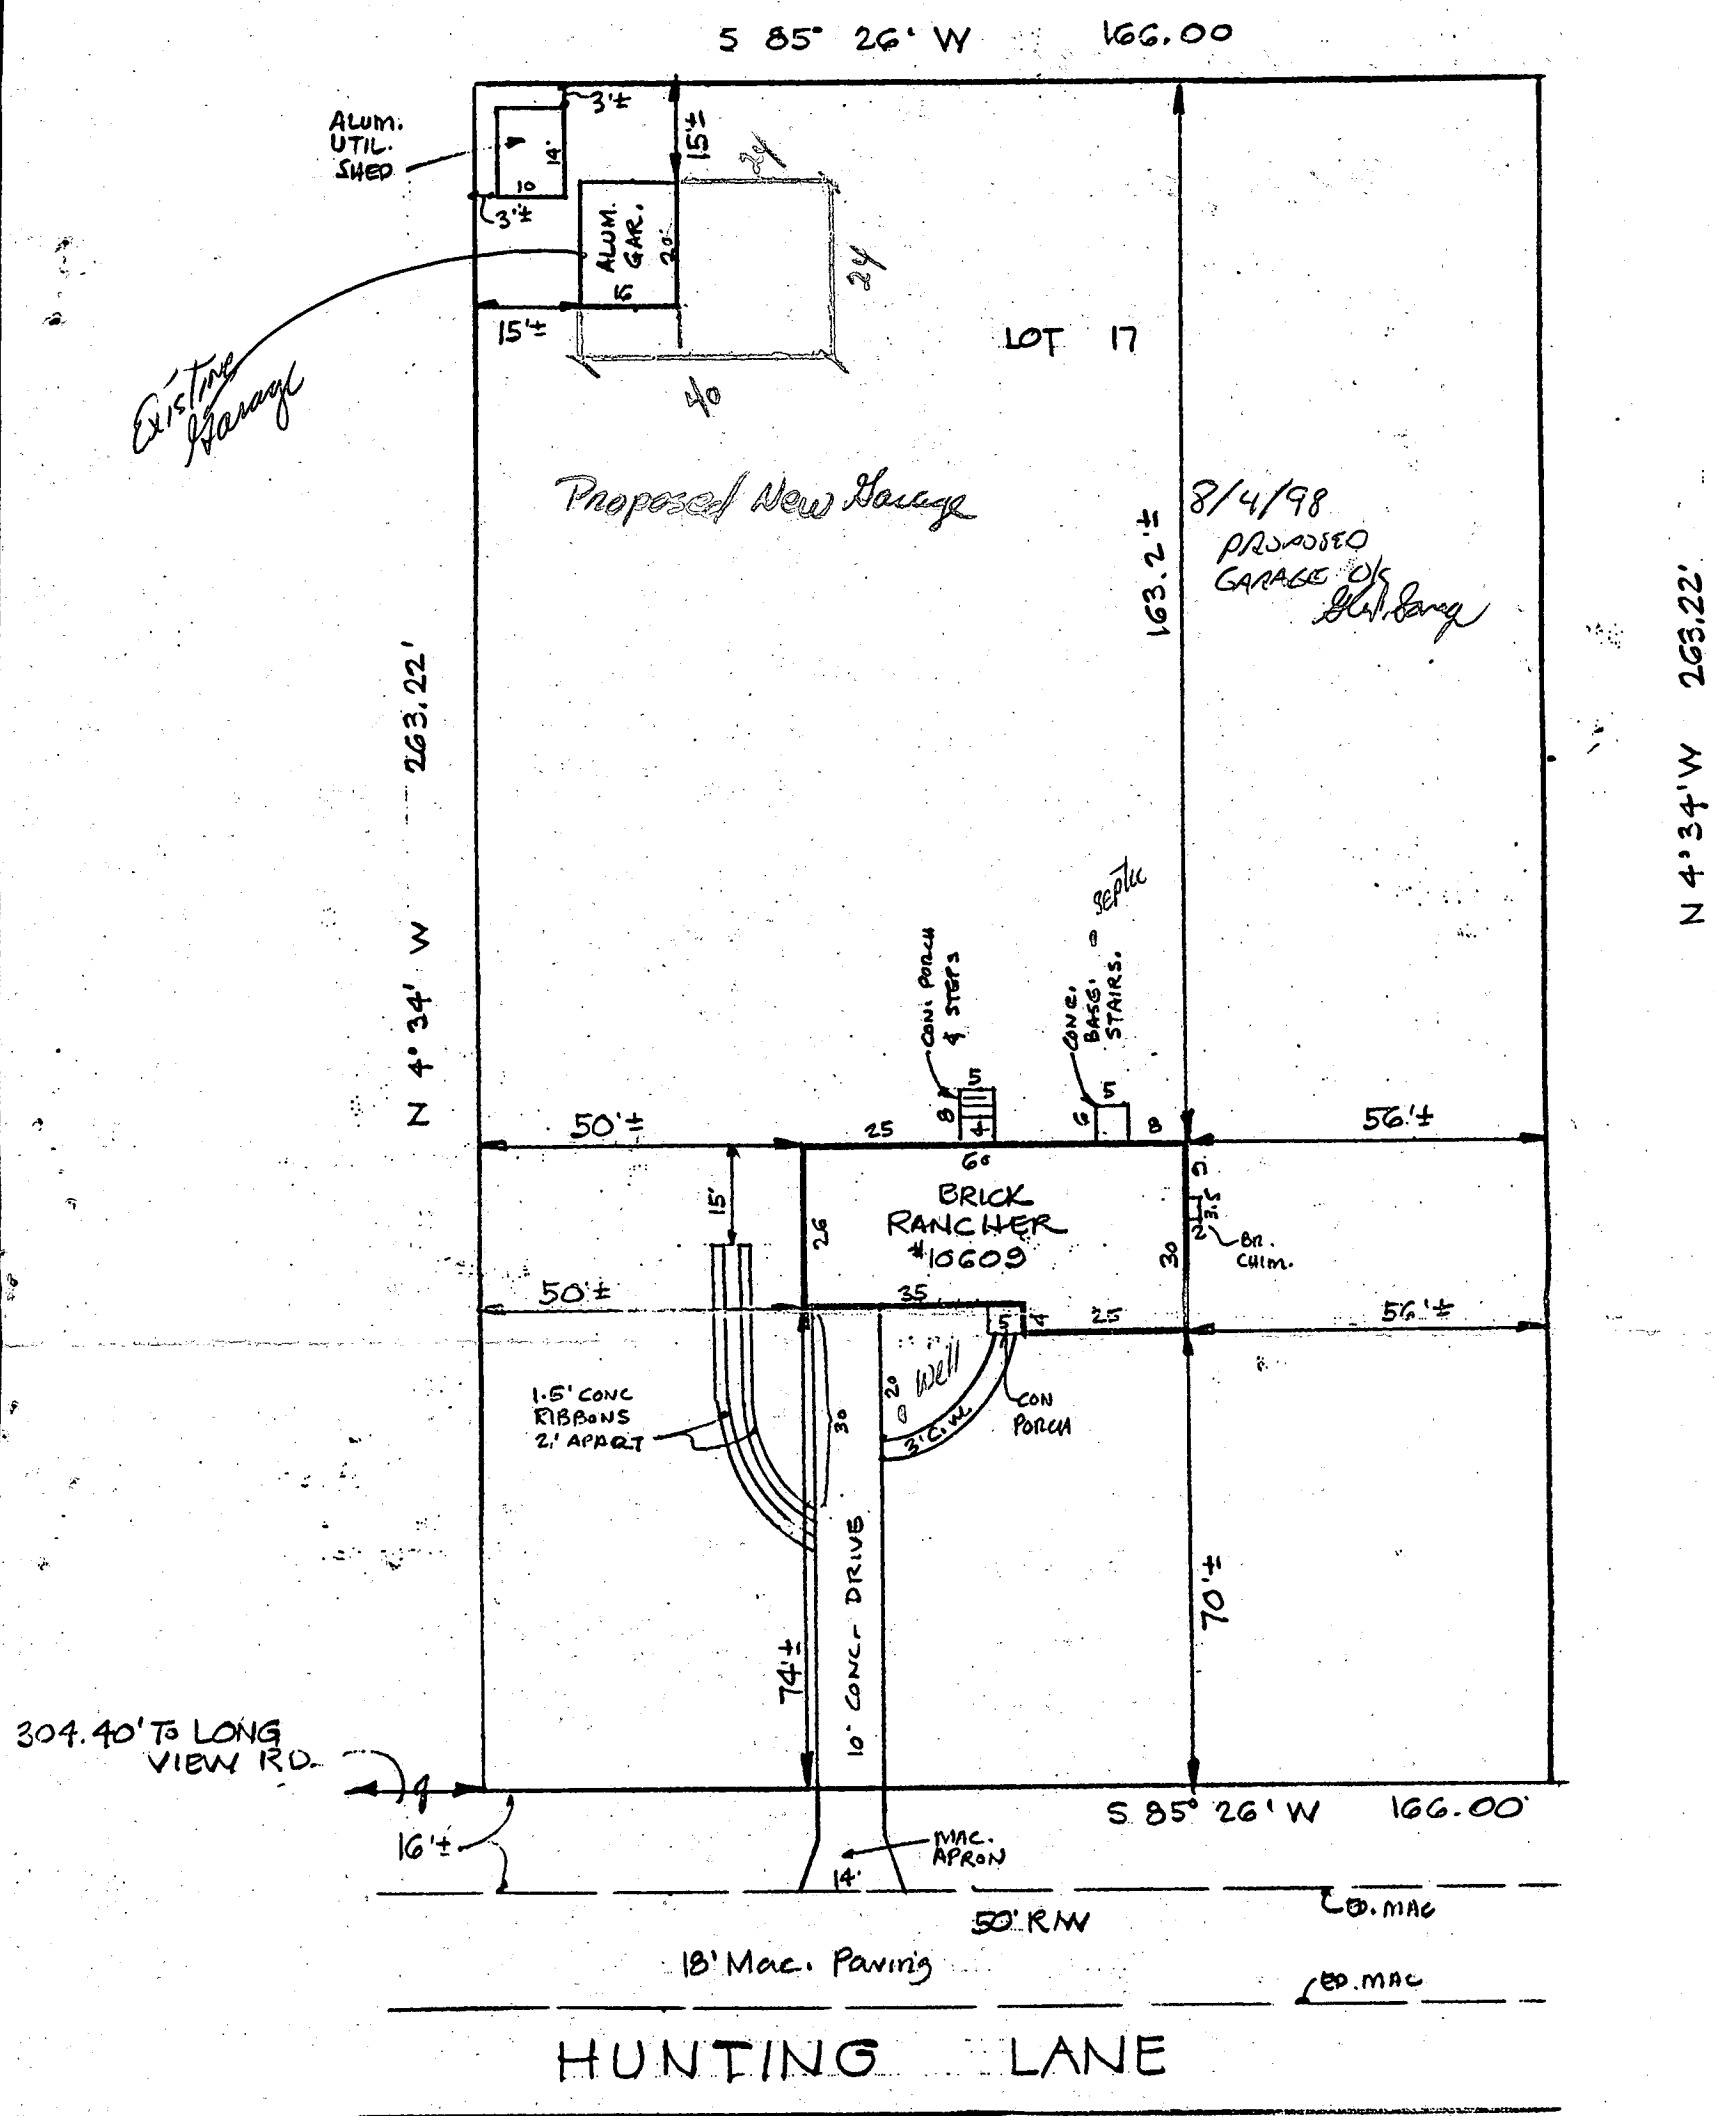 S 85° 26' W 166.00
ALUM.
UTIL.
SHED
3'±
14'
10
3'±
15'±
24
ALUM.
GAR.
20'
16
24
15'±
40
LOT 17
Existing
Garage
Proposed New Garage
8/4/98
PROPOSED
GARAGE O/S
163.2'±
N 4° 34' W 263.22'
N 4° 34' W 263.22'
SEPTIC
CON. PORCH
& STEPS
CONC.
BASE.
STAIRS.
5
8
4
5
6
8
50'±
25
60
56'±
15'
26
BRICK
RANCHER
#10609
9
3.5
2
BR.
CHIM.
30
50'±
35
5
4
25
56'±
1.5' CONC
RIBBONS
2' APART
30
20
Well
3' C.W.
CON
PORCH
10' CONC. DRIVE
74'±
70'±
304.40' TO LONG
VIEW RD.
S 85° 26' W 166.00'
16'±
MAC.
APRON
14'
50' R/W
ED. MAC
18' Mac. Paving
ED. MAC
HUNTING LANE